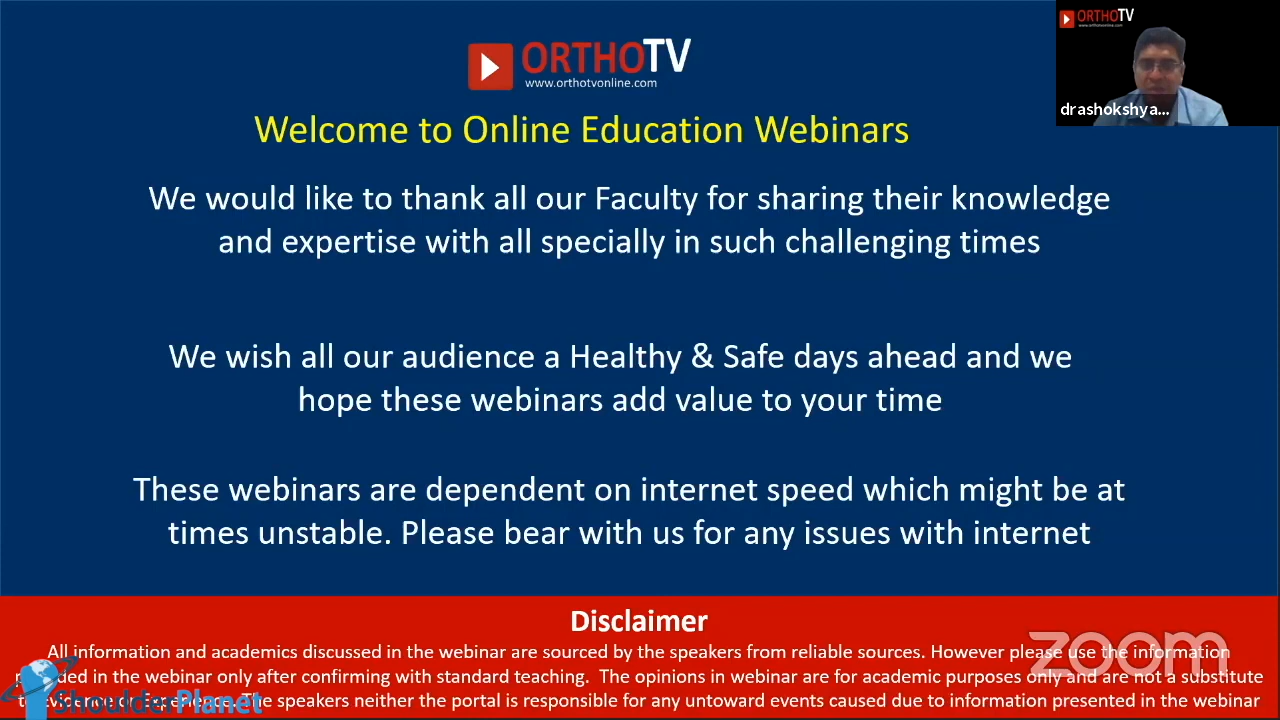 ORTHOTV
www.orthotvonline.com
ORTHOTV
www.orthotvonline.com
drashokshya...
Welcome to Online Education Webinars
We would like to thank all our Faculty for sharing their knowledge
and expertise with all specially in such challenging times
We wish all our audience a Healthy & Safe days ahead and we
hope these webinars add value to your time
These webinars are dependent on internet speed which might be at
times unstable. Please bear with us for any issues with internet
Disclaimer
All information and academics discussed in the webinar are sourced by the speakers from reliable sources. However please use the information
in the webinar only after confirming with standard teaching. The opinions in webinar are for academic purposes only and are not a substitute
to Evidence or Experience. The speakers neither the portal is responsible for any untoward events caused due to information presented in the webinar
zoom
Shoulder Planet